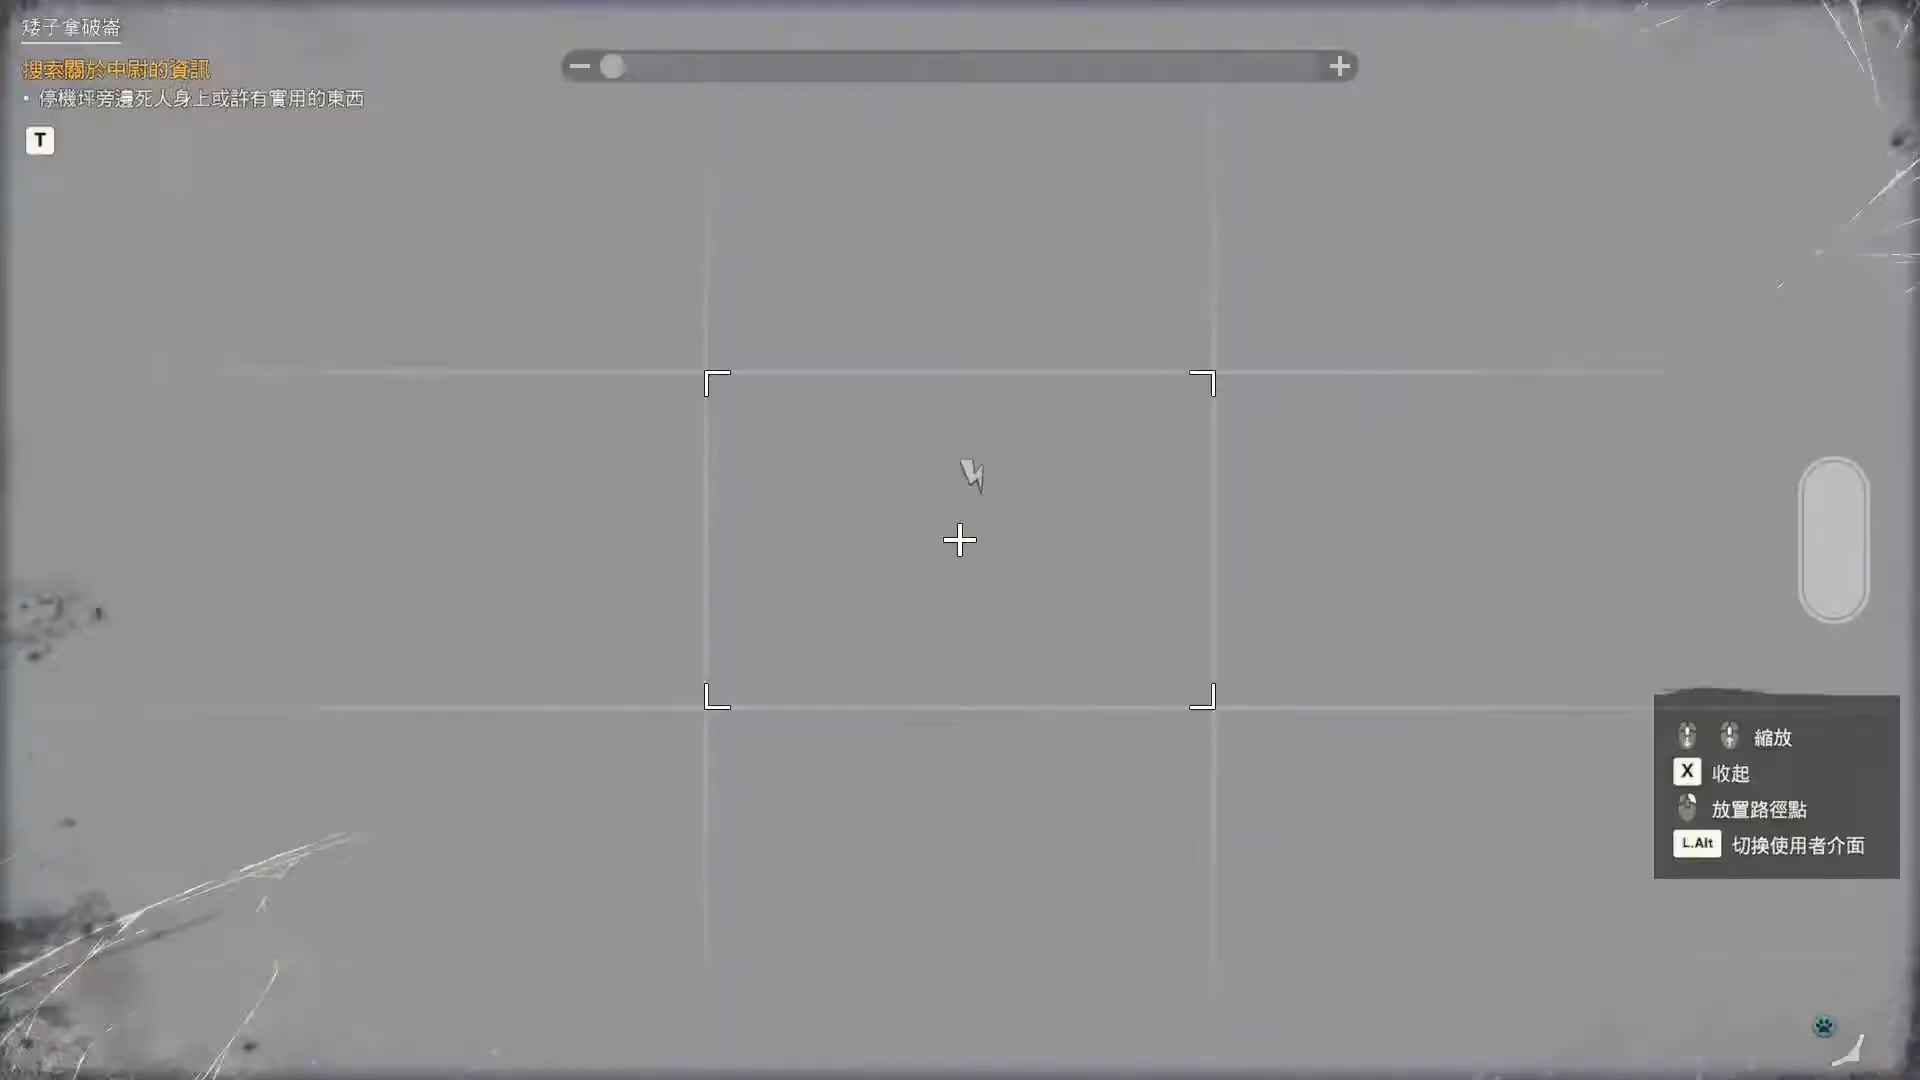 矮子拿破崙
搜索關於中尉的資訊
· 停機坪旁邊死人身上或許有實用的東西
T
縮放
X 收起
放置路徑點
L.Alt 切換使用者介面